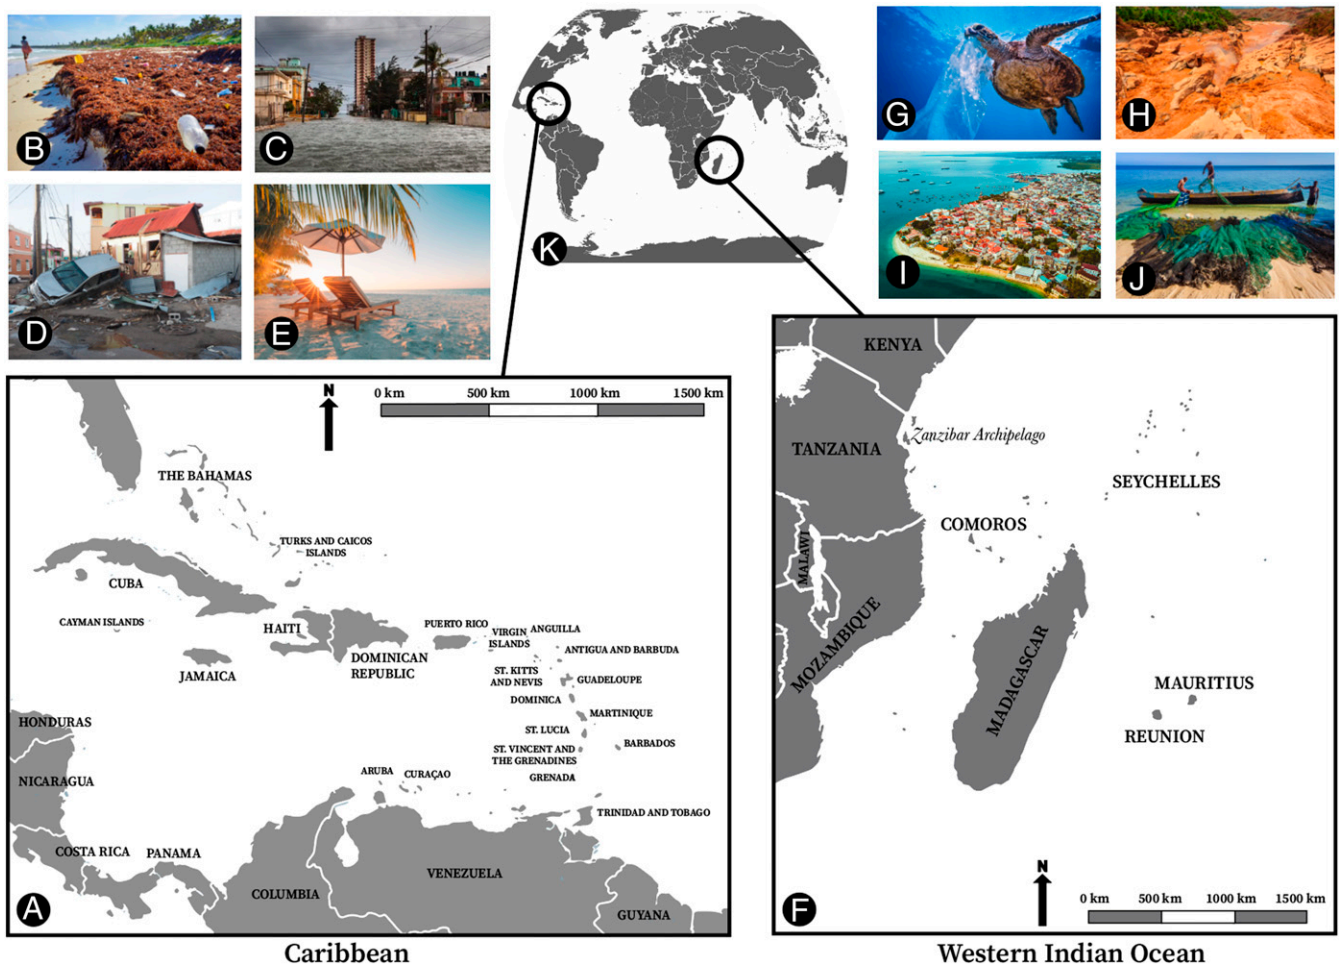 B
C
D
E
K
G
H
I
J
N
0 km 500 km 1000 km 1500 km
THE BAHAMAS
TURKS AND CAICOS
ISLANDS
CUBA
CAYMAN ISLANDS
JAMAICA
HAITI
DOMINICAN
REPUBLIC
PUERTO RICO
VIRGIN
ISLANDS
ANGUILLA
ANTIGUA AND BARBUDA
ST. KITTS
AND NEVIS
GUADELOUPE
DOMINICA
MARTINIQUE
ST. LUCIA
BARBADOS
ST. VINCENT AND
THE GRENADINES
GRENADA
ARUBA
CURAÇAO
TRINIDAD AND TOBAGO
HONDURAS
NICARAGUA
COSTA RICA
PANAMA
COLUMBIA
VENEZUELA
GUYANA
A
Caribbean
KENYA
TANZANIA
Zanzibar Archipelago
SEYCHELLES
COMOROS
MALAWI
MOZAMBIQUE
MADAGASCAR
MAURITIUS
REUNION
N
0 km 500 km 1000 km 1500 km
F
Western Indian Ocean